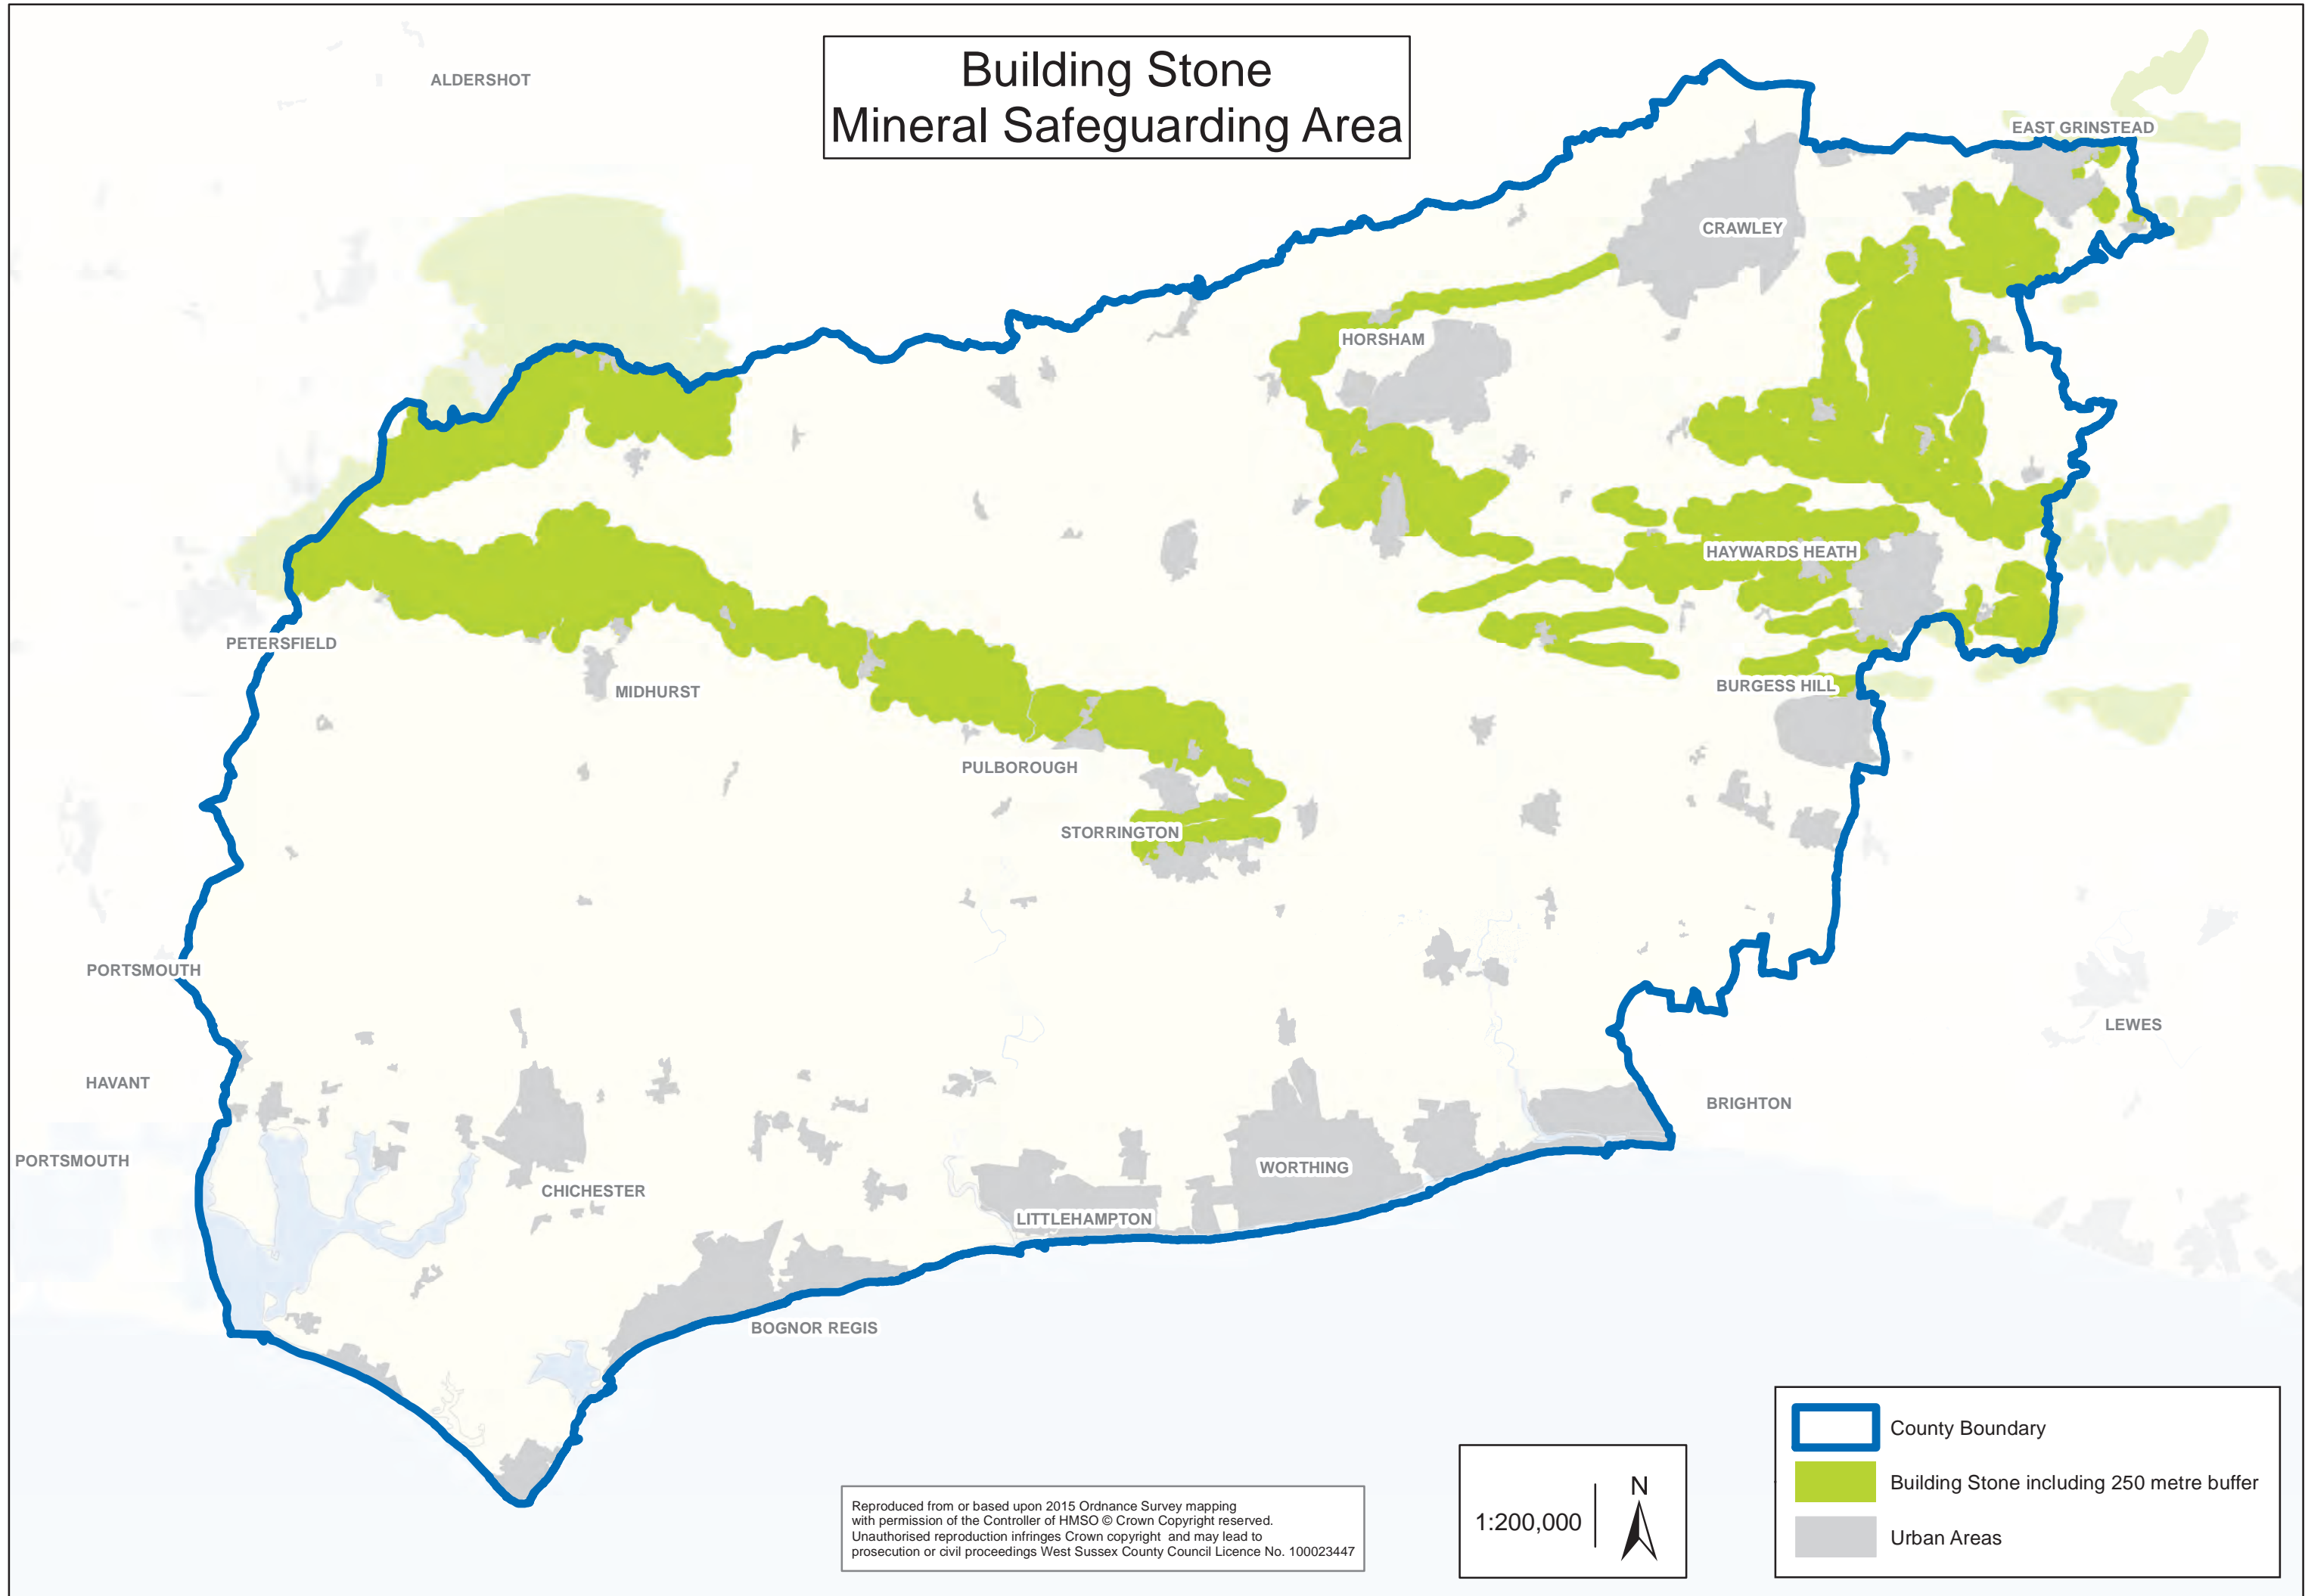 Building Stone
Mineral Safeguarding Area
ALDERSHOT
EAST GRINSTEAD
CRAWLEY
HORSHAM
HAYWARDS HEATH
PETERSFIELD
MIDHURST
BURGESS HILL
PULBOROUGH
STORRINGTON
PORTSMOUTH
LEWES
HAVANT
BRIGHTON
PORTSMOUTH
WORTHING
CHICHESTER
LITTLEHAMPTON
BOGNOR REGIS
County Boundary
Building Stone including 250 metre buffer
Urban Areas
1:200,000
N
Reproduced from or based upon 2015 Ordnance Survey mapping
with permission of the Controller of HMSO © Crown Copyright reserved.
Unauthorised reproduction infringes Crown copyright and may lead to
prosecution or civil proceedings West Sussex County Council Licence No. 100023447